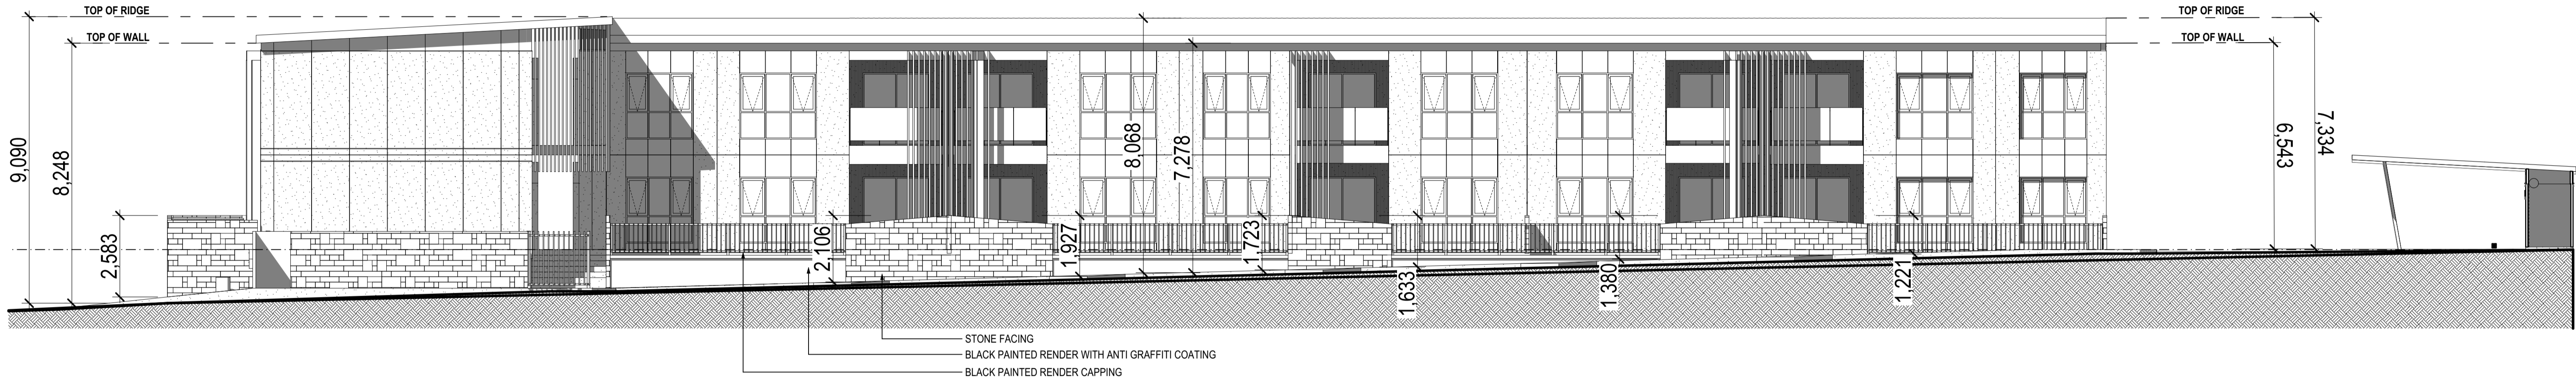 TOP OF RIDGE
TOP OF WALL
TOP OF RIDGE
TOP OF WALL
9,090
8,248
2,583
2,106
1,927
8,068
7,278
1,723
1,633
1,380
1,221
6,543
7,334
STONE FACING
BLACK PAINTED RENDER WITH ANTI GRAFFITI COATING
BLACK PAINTED RENDER CAPPING